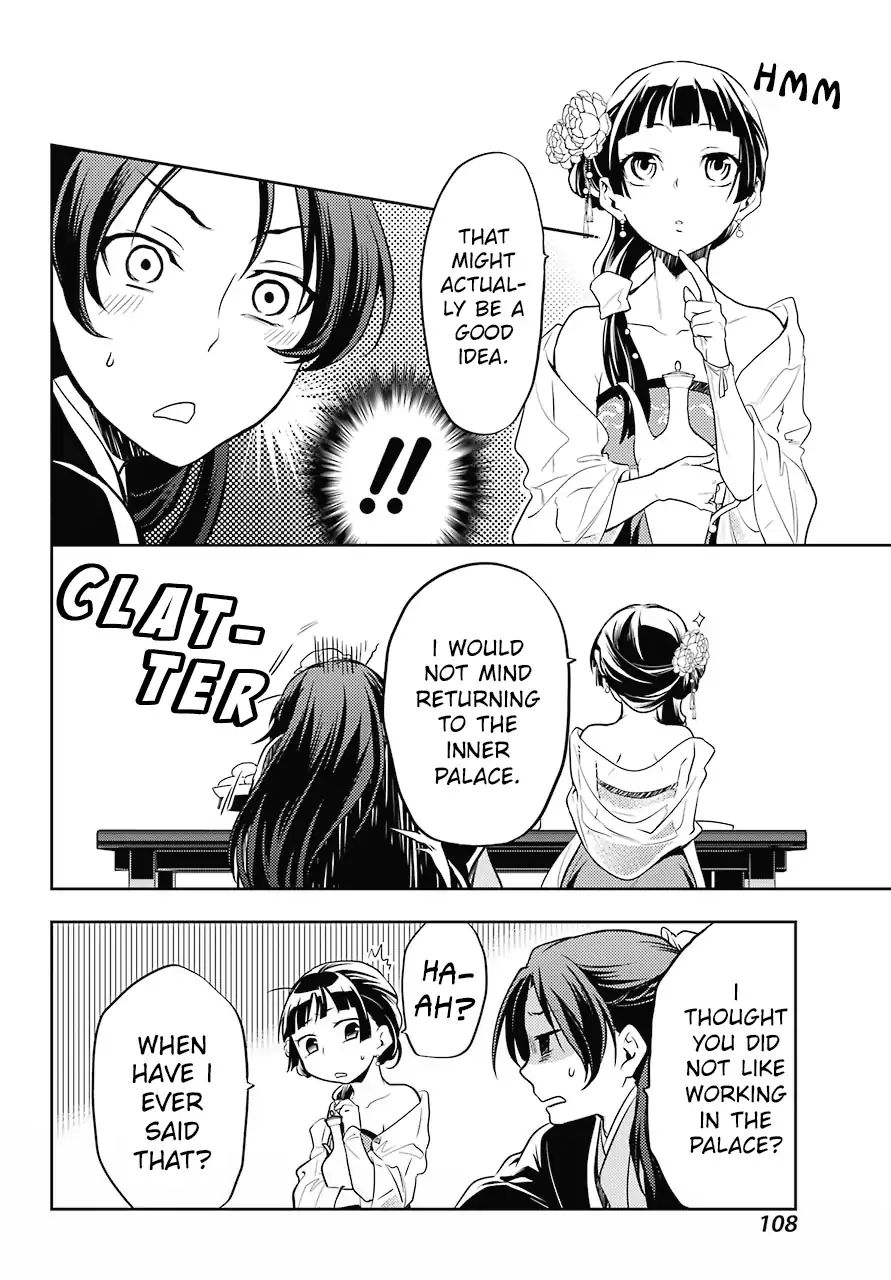 HMM
THAT
MIGHT
ACTUAL-
LY BE A
GOOD
IDEA.
!!
I WOULD
NOT MIND
RETURNING
TO THE
INNER
PALACE.
CLAT-
TER
I
THOUGHT
YOU DID
NOT LIKE
WORKING
IN THE
PALACE?
HA-
AH?
WHEN
HAVE I
EVER
SAID
THAT?
108